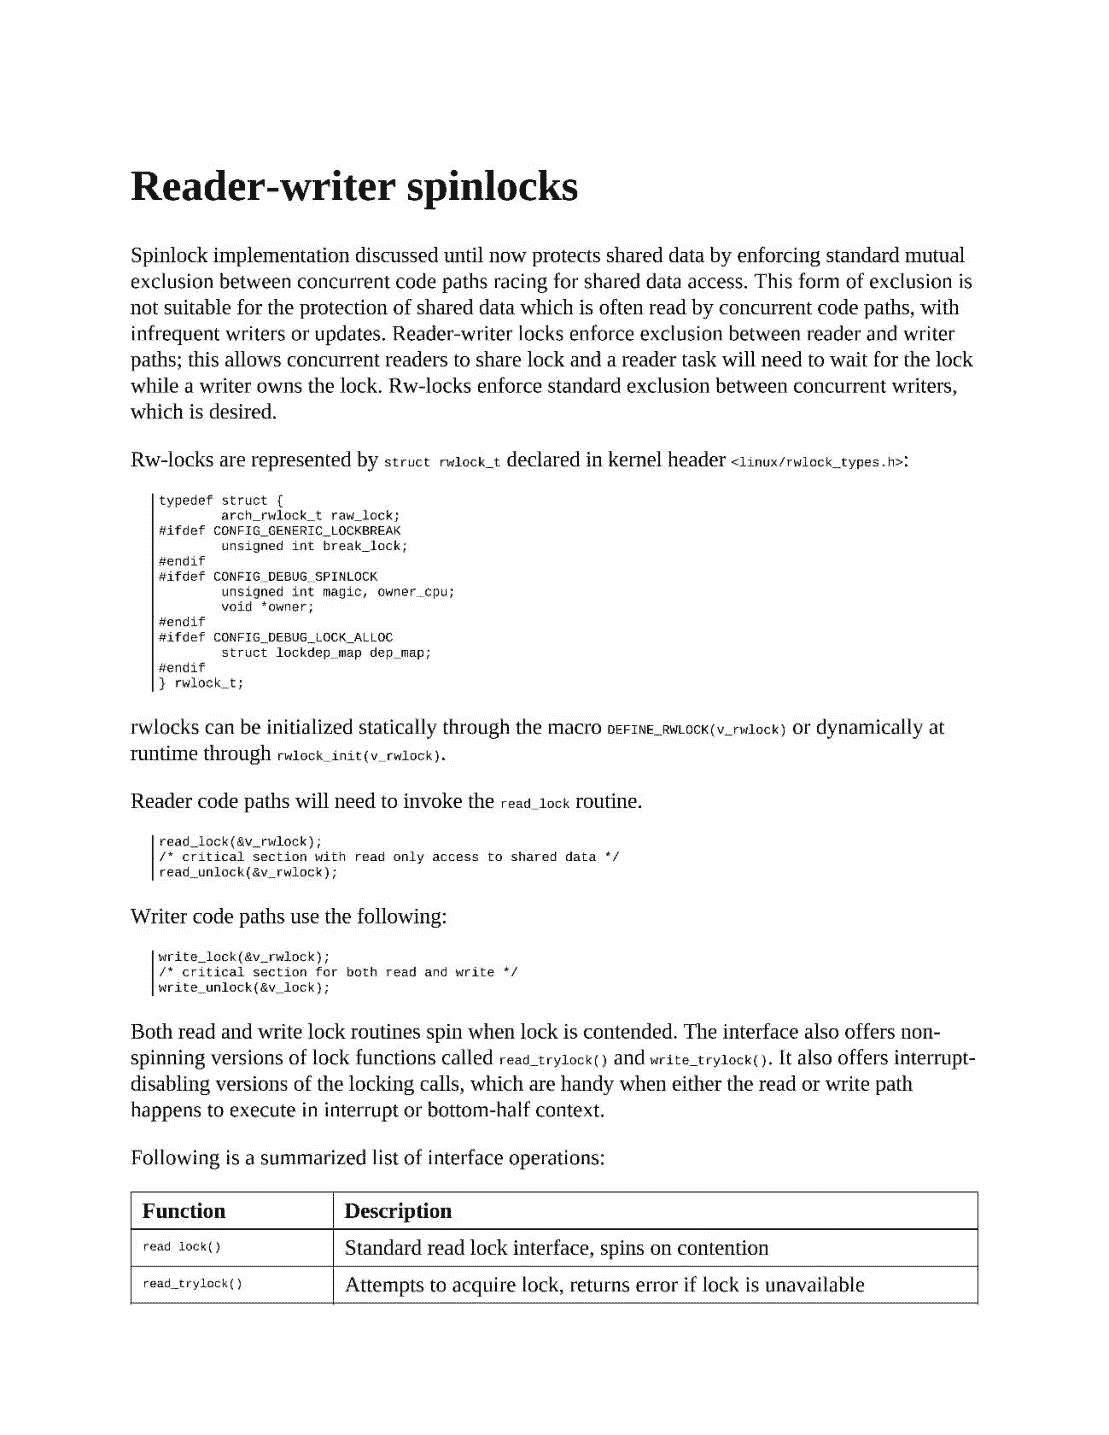 Reader-writer spinlocks
Spinlock implementation discussed until now protects shared data by enforcing standard mutual
exclusion between concurrent code paths racing for shared data access. This form of exclusion is
not suitable for the protection of shared data which is often read by concurrent code paths, with
infrequent writers or updates. Reader-writer locks enforce exclusion between reader and writer
paths; this allows concurrent readers to share lock and a reader task will need to wait for the lock
while a writer owns the lock. Rw-locks enforce standard exclusion between concurrent writers,
which is desired.
Rw-locks are represented by struct rwlock_t declared in kernel header <linux/rwlock_types.h>:
typedef struct {
        arch_rwlock_t raw_lock;
#ifdef CONFIG_GENERIC_LOCKBREAK
        unsigned int break_lock;
#endif
#ifdef CONFIG_DEBUG_SPINLOCK
        unsigned int magic, owner_cpu;
        void *owner;
#endif
#ifdef CONFIG_DEBUG_LOCK_ALLOC
        struct lockdep_map dep_map;
#endif
} rwlock_t;
rwlocks can be initialized statically through the macro DEFINE_RWLOCK(v_rwlock) or dynamically at
runtime through rwlock_init(v_rwlock).
Reader code paths will need to invoke the read_lock routine.
read_lock(&v_rwlock);
/* critical section with read only access to shared data */
read_unlock(&v_rwlock);
Writer code paths use the following:
write_lock(&v_rwlock);
/* critical section for both read and write */
write_unlock(&v_lock);
Both read and write lock routines spin when lock is contended. The interface also offers non-
spinning versions of lock functions called read_trylock() and write_trylock(). It also offers interrupt-
disabling versions of the locking calls, which are handy when either the read or write path
happens to execute in interrupt or bottom-half context.
Following is a summarized list of interface operations:
Function Description
read lock() Standard read lock interface, spins on contention
read_trylock() Attempts to acquire lock, returns error if lock is unavailable